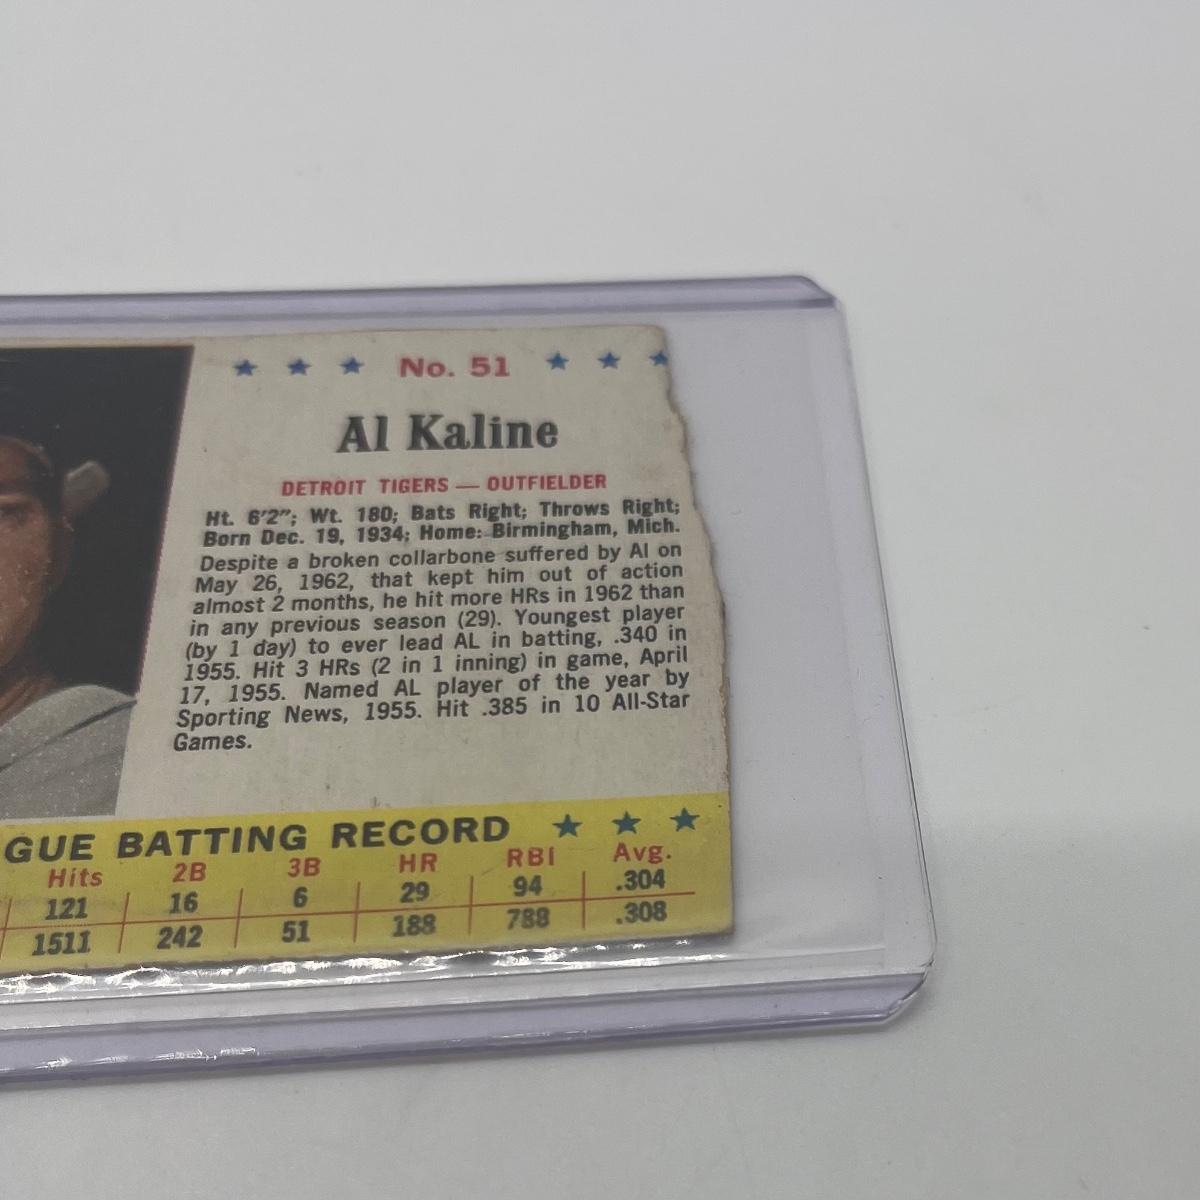 No. 51
Al Kaline
DETROIT TIGERS — OUTFIELDER
Ht. 6'2"; Wt. 180; Bats Right; Throws Right;
Born Dec. 19, 1934; Home: Birmingham, Mich.
Despite a broken collarbone suffered by Al on
May 26, 1962, that kept him out of action
almost 2 months, he hit more HRs in 1962 than
in any previous season (29). Youngest player
(by 1 day) to ever lead AL in batting, .340 in
1955. Hit 3 HRs (2 in 1 inning) in game, April
17, 1955. Named AL player of the year by
Sporting News, 1955. Hit .385 in 10 All-Star
Games.
GUE BATTING RECORD
Hits 2B 3B HR RBI Avg.
121 16 6 29 94 .304
1511 242 51 188 788 .308